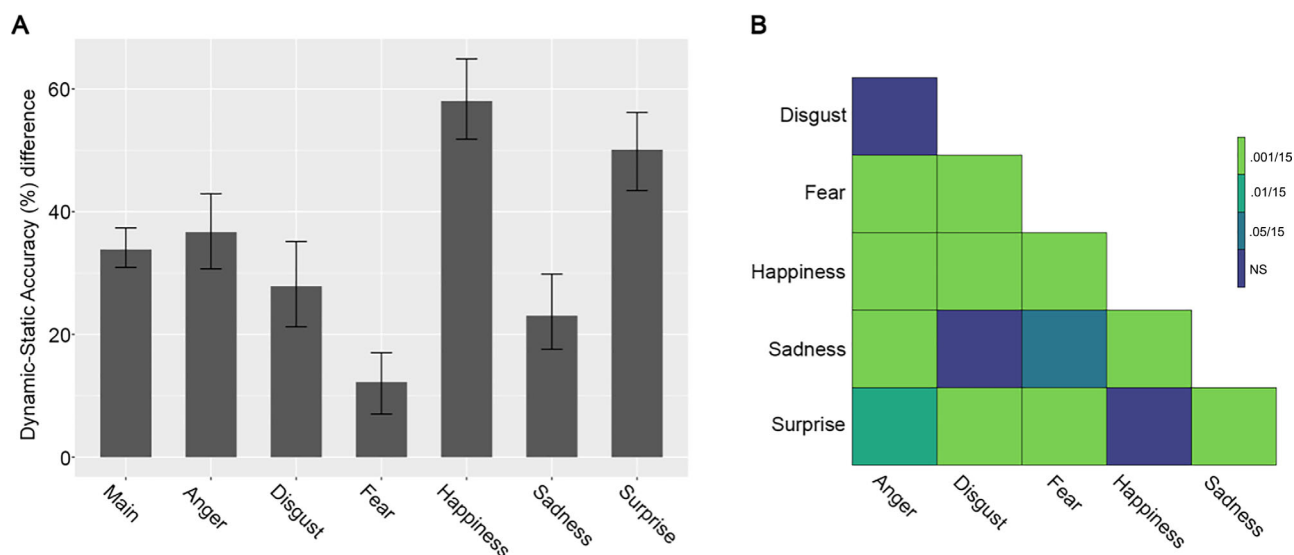 A
Dynamic-Static Accuracy (%) difference
60
40
20
0
Main
Anger
Disgust
Fear
Happiness
Sadness
Surprise
B
Disgust
Fear
Happiness
Sadness
Surprise
Anger
Disgust
Fear
Happiness
Sadness
.001/15
.01/15
.05/15
NS